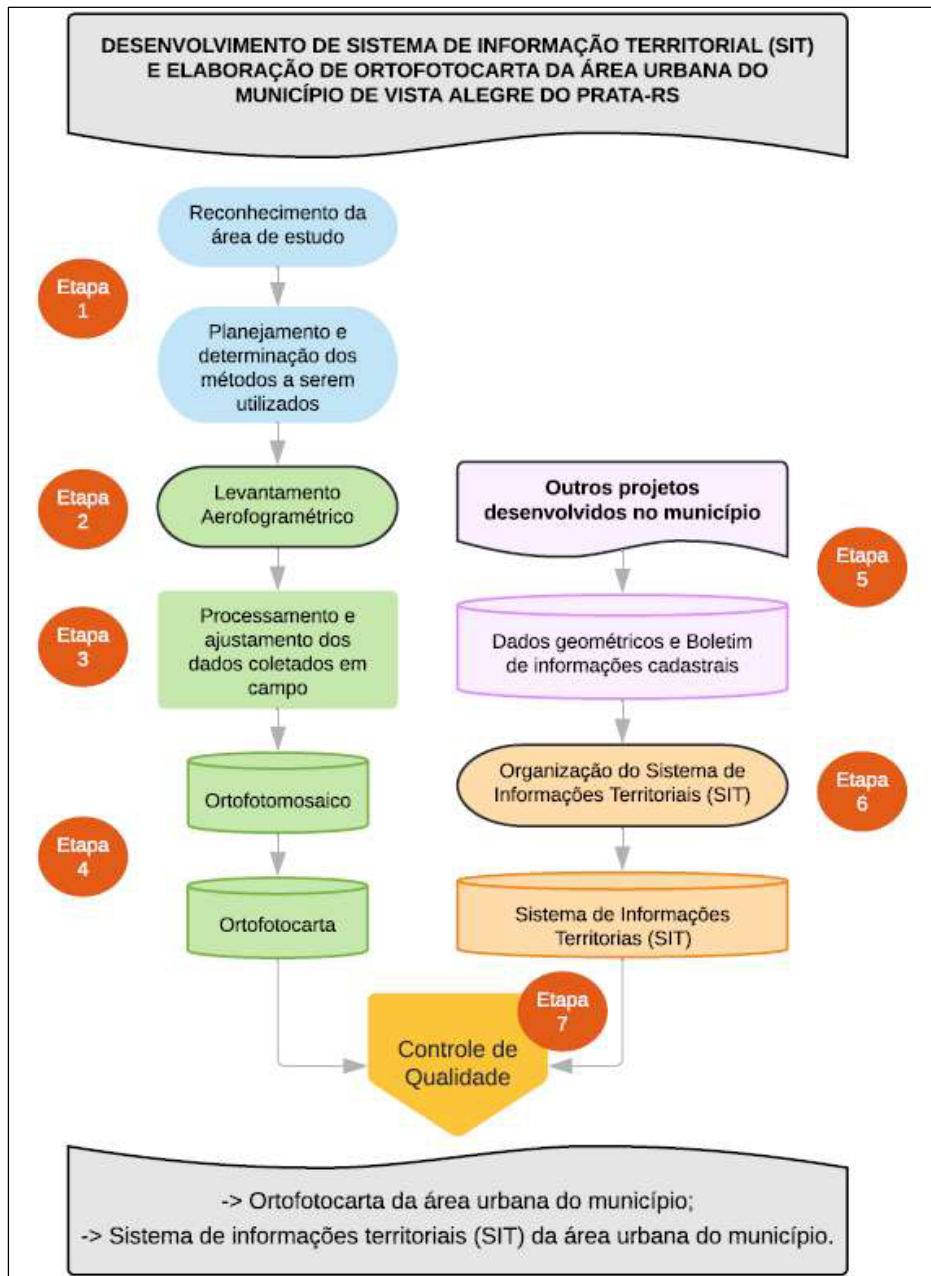 DESENVOLVIMENTO DE SISTEMA DE INFORMAÇÃO TERRITORIAL (SIT)
E ELABORAÇÃO DE ORTOFOTOCARTA DA ÁREA URBANA DO
MUNICÍPIO DE VISTA ALEGRE DO PRATA-RS
Reconhecimento da
área de estudo
Etapa
1
Planejamento e
determinação dos
métodos a serem
utilizados
Etapa
2
Levantamento
Aerofogramétrico
Etapa
3
Processamento e
ajustamento dos
dados coletados em
campo
Etapa
4
Ortofotomosaico
Ortofotocarta
Outros projetos
desenvolvidos no município
Etapa
5
Dados geométricos e Boletim
de informações cadastrais
Organização do Sistema de
Informações Territoriais (SIT)
Etapa
6
Sistema de Informações
Territorias (SIT)
Etapa
7
Controle de
Qualidade
-> Ortofotocarta da área urbana do município;
-> Sistema de informações territoriais (SIT) da área urbana do município.